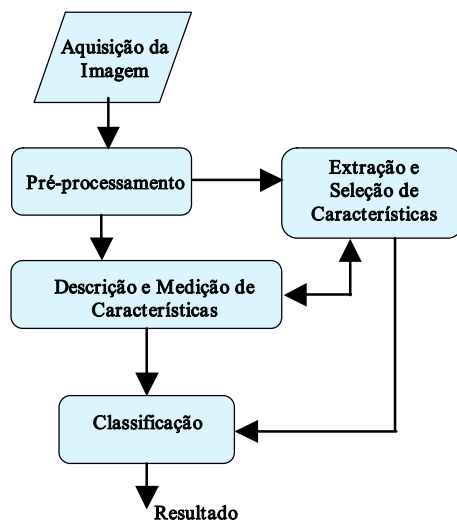 Aquisição da
Imagem
Pré-processamento
Extração e
Seleção de
Características
Descrição e Medição de
Características
Classificação
Resultado